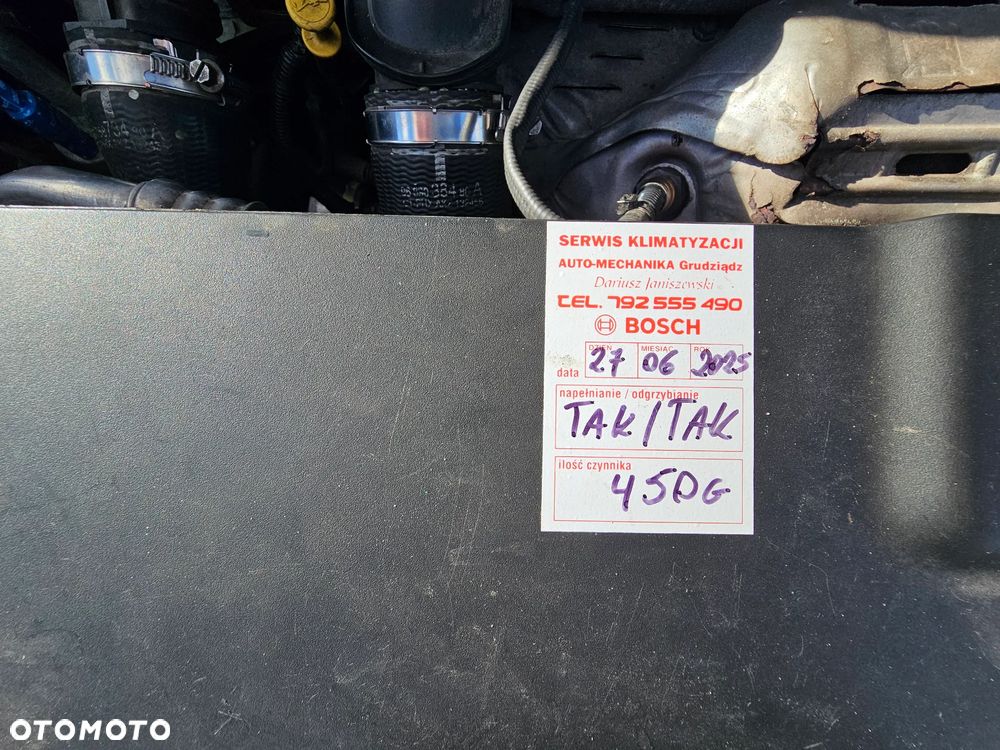 SERWIS KLIMATYZACJI
AUTO-MECHANIKA Grudziądz
Dariusz Janiszewski
TEL. 792 555 490
BOSCH
DZIEŃ MIESIĄC ROK
data 27 06 2025
napełnianie / odgrzybianie
TAK/TAK
ilość czynnika
450G
OTOMOTO